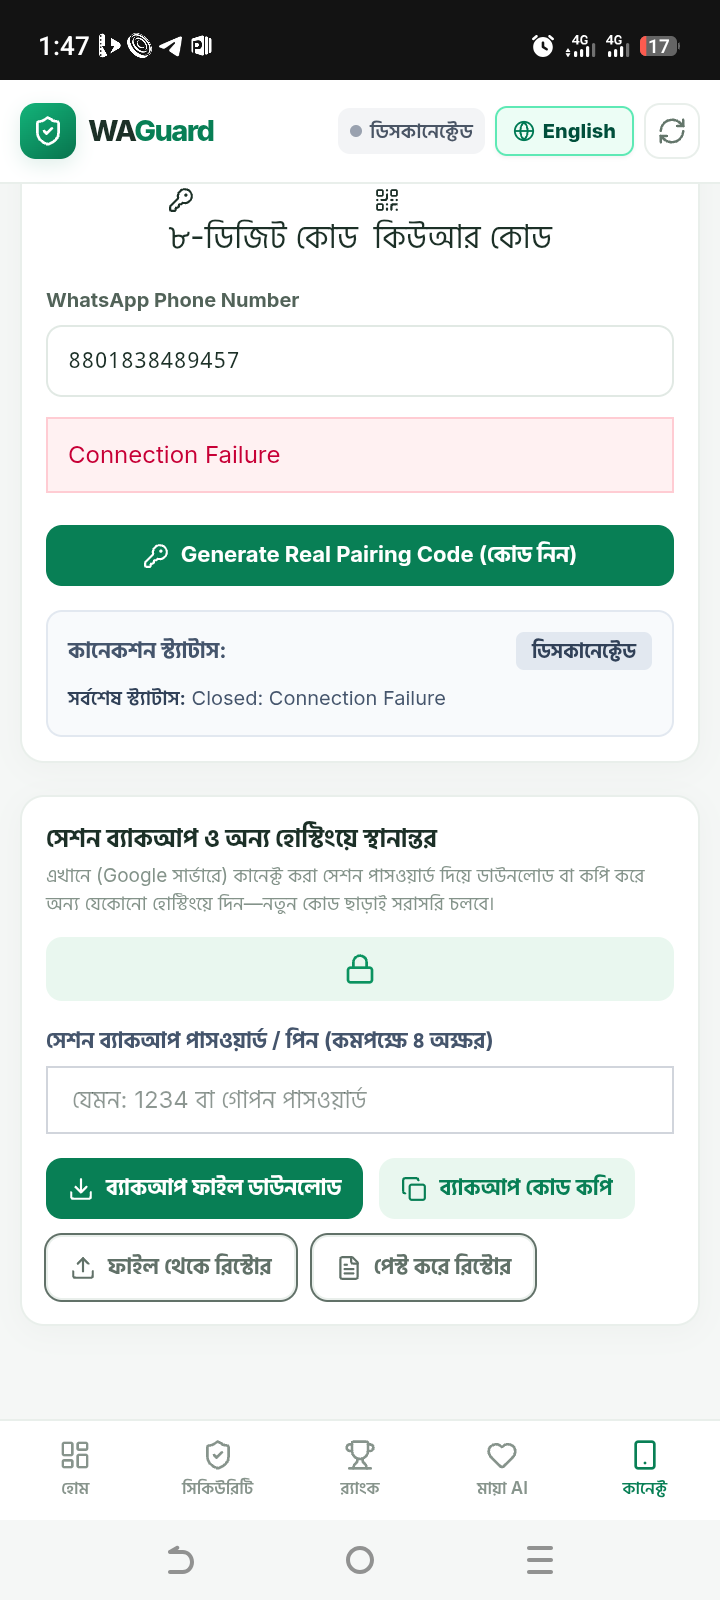 1:47
4G
4G
17
WAGuard
ডিসকানেক্টেড
English
৮-ডিজিট কোড
কিউআর কোড
WhatsApp Phone Number
8801838489457
Connection Failure
Generate Real Pairing Code (কোড নিন)
কানেকশন স্ট্যাটাস:
ডিসকানেক্টেড
সর্বশেষ স্ট্যাটাস: Closed: Connection Failure
সেশন ব্যাকআপ ও অন্য হোস্টিংয়ে স্থানান্তর
এখানে (Google সার্ভারে) কানেক্ট করা সেশন পাসওয়ার্ড দিয়ে ডাউনলোড বা কপি করে
অন্য যেকোনো হোস্টিংয়ে দিন—নতুন কোড ছাড়াই সরাসরি চলবে।
সেশন ব্যাকআপ পাসওয়ার্ড / পিন (কমপক্ষে ৪ অক্ষর)
যেমন: 1234 বা গোপন পাসওয়ার্ড
ব্যাকআপ ফাইল ডাউনলোড
ব্যাকআপ কোড কপি
ফাইল থেকে রিস্টোর
পেস্ট করে রিস্টোর
হোম
সিকিউরিটি
র‍্যাংক
মায়া AI
কানেক্ট